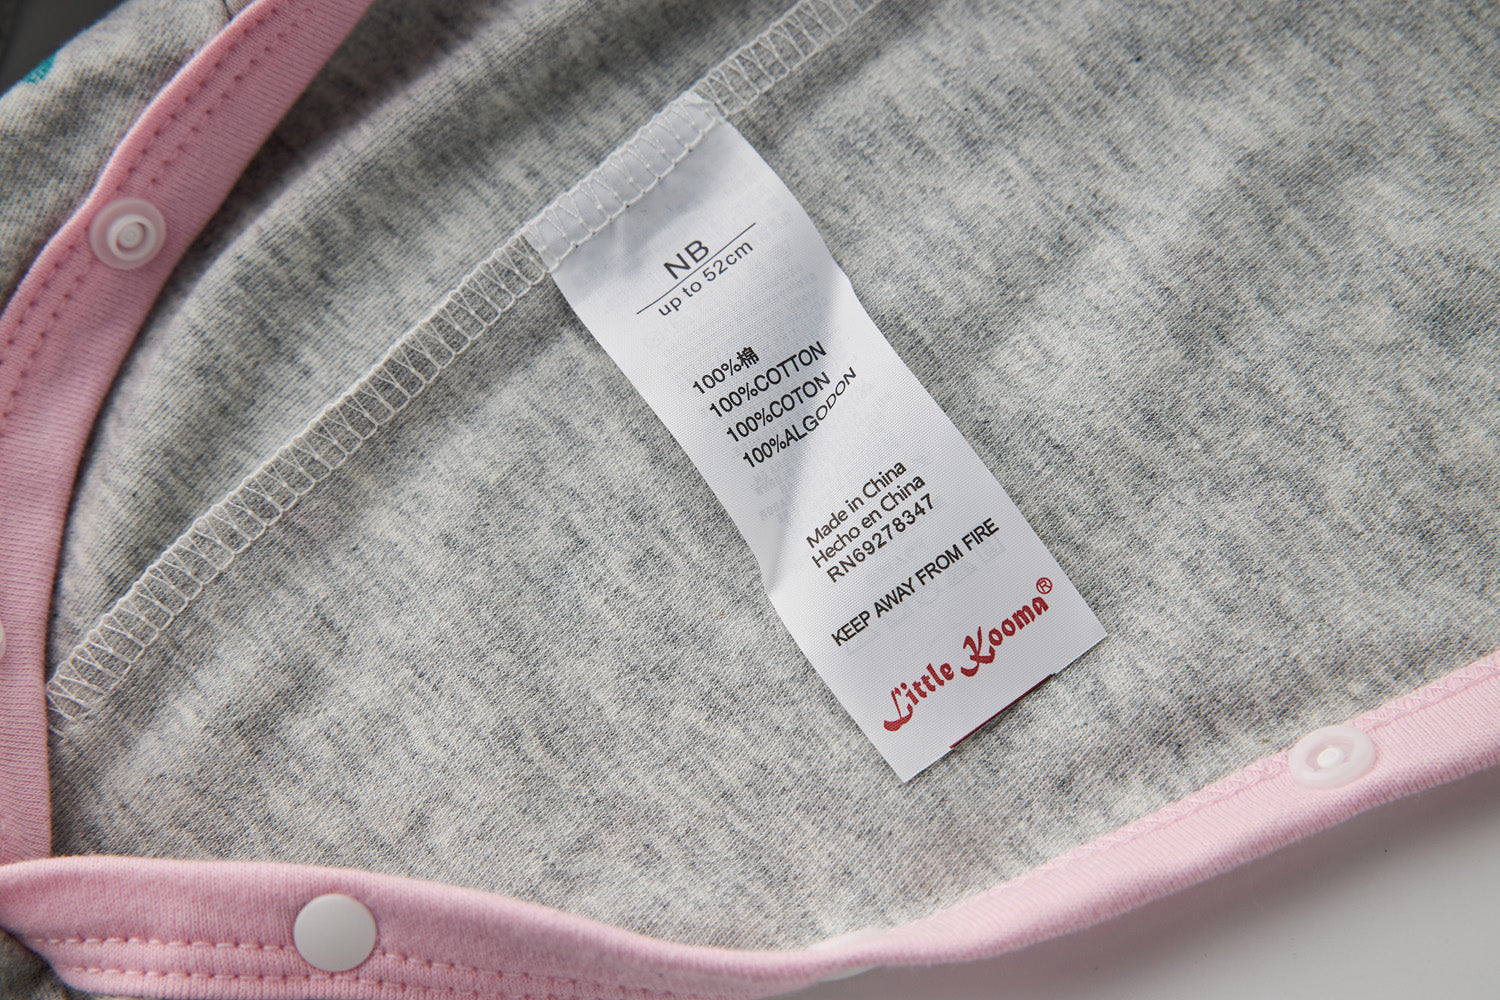 NB
up to 52cm
100%棉
100%COTTON
100%COTON
100%ALGODON
Made in China
Hecho en China
RN69278347
KEEP AWAY FROM FIRE
Little Kooma®